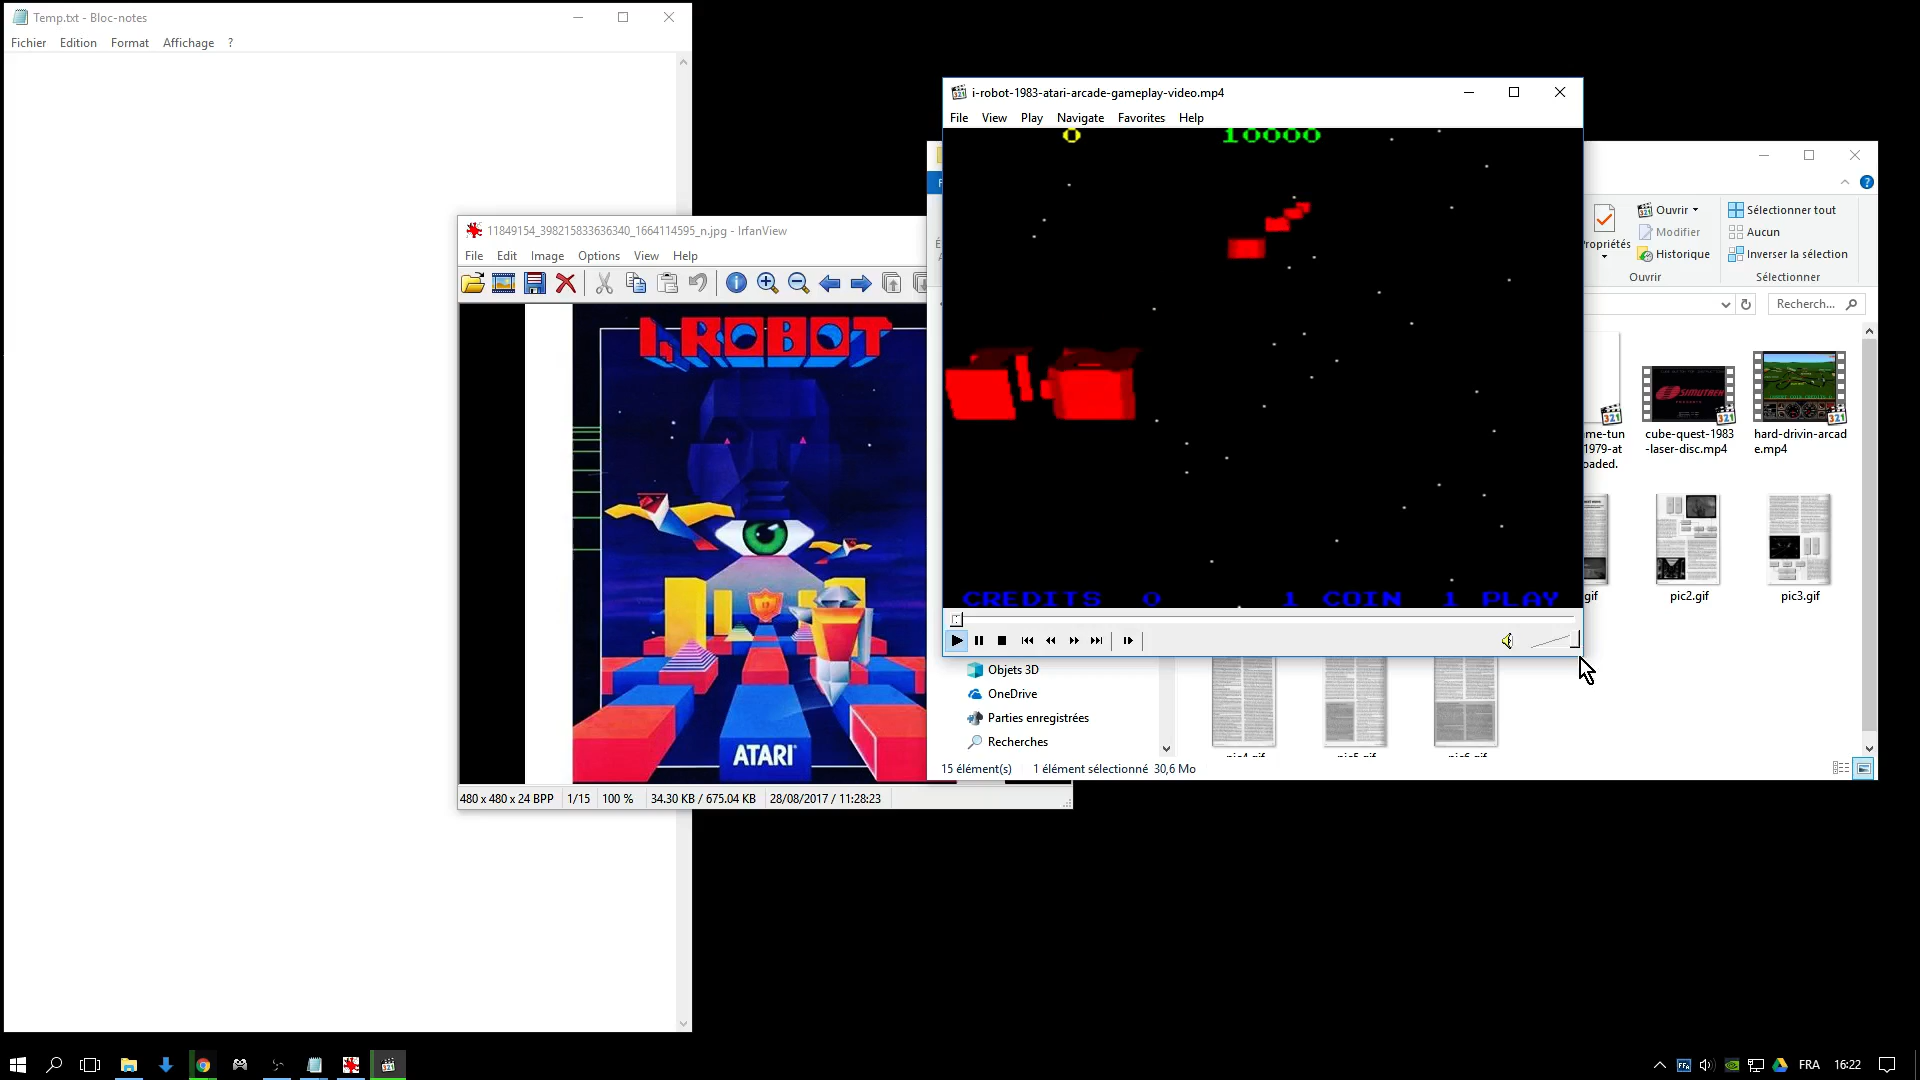 Temp.txt - Bloc-notes
Fichier Edition Format Affichage ?
11849154_398215833636340_1664114595_n.jpg - IrfanView
File Edit Image Options View Help
I, ROBOT
ATARI
480 x 480 x 24 BPP 1/15 100 % 34.30 KB / 675.04 KB 28/08/2017 / 11:28:23
i-robot-1983-atari-arcade-gameplay-video.mp4
File View Play Navigate Favorites Help
0 10000
CREDITS 0 1 COIN 1 PLAY
Ouvrir
Modifier
Historique
Ouvrir
Sélectionner tout
Aucun
Inverser la sélection
Sélectionner
Recherch...
cube-quest-1983
-laser-disc.mp4
hard-drivin-arcad
e.mp4
SIMUTREK
pic2.gif
pic3.gif
Objets 3D
OneDrive
Parties enregistrées
Recherches
15 élément(s) 1 élément sélectionné 30,6 Mo
FRA 16:22